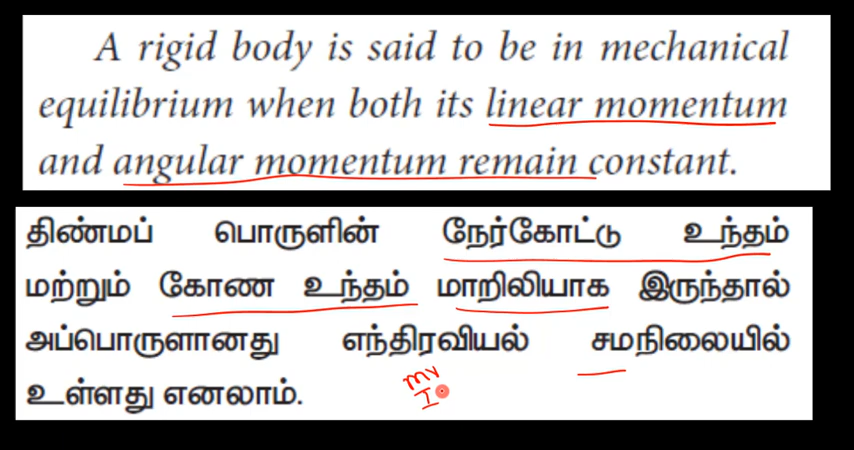 A rigid body is said to be in mechanical
equilibrium when both its linear momentum
and angular momentum remain constant.
திண்மப் பொருளின் நேர்கோட்டு உந்தம்
மற்றும் கோண உந்தம் மாறிலியாக இருந்தால்
அப்பொருளானது எந்திரவியல் சமநிலையில்
உள்ளது எனலாம்.
mv
I